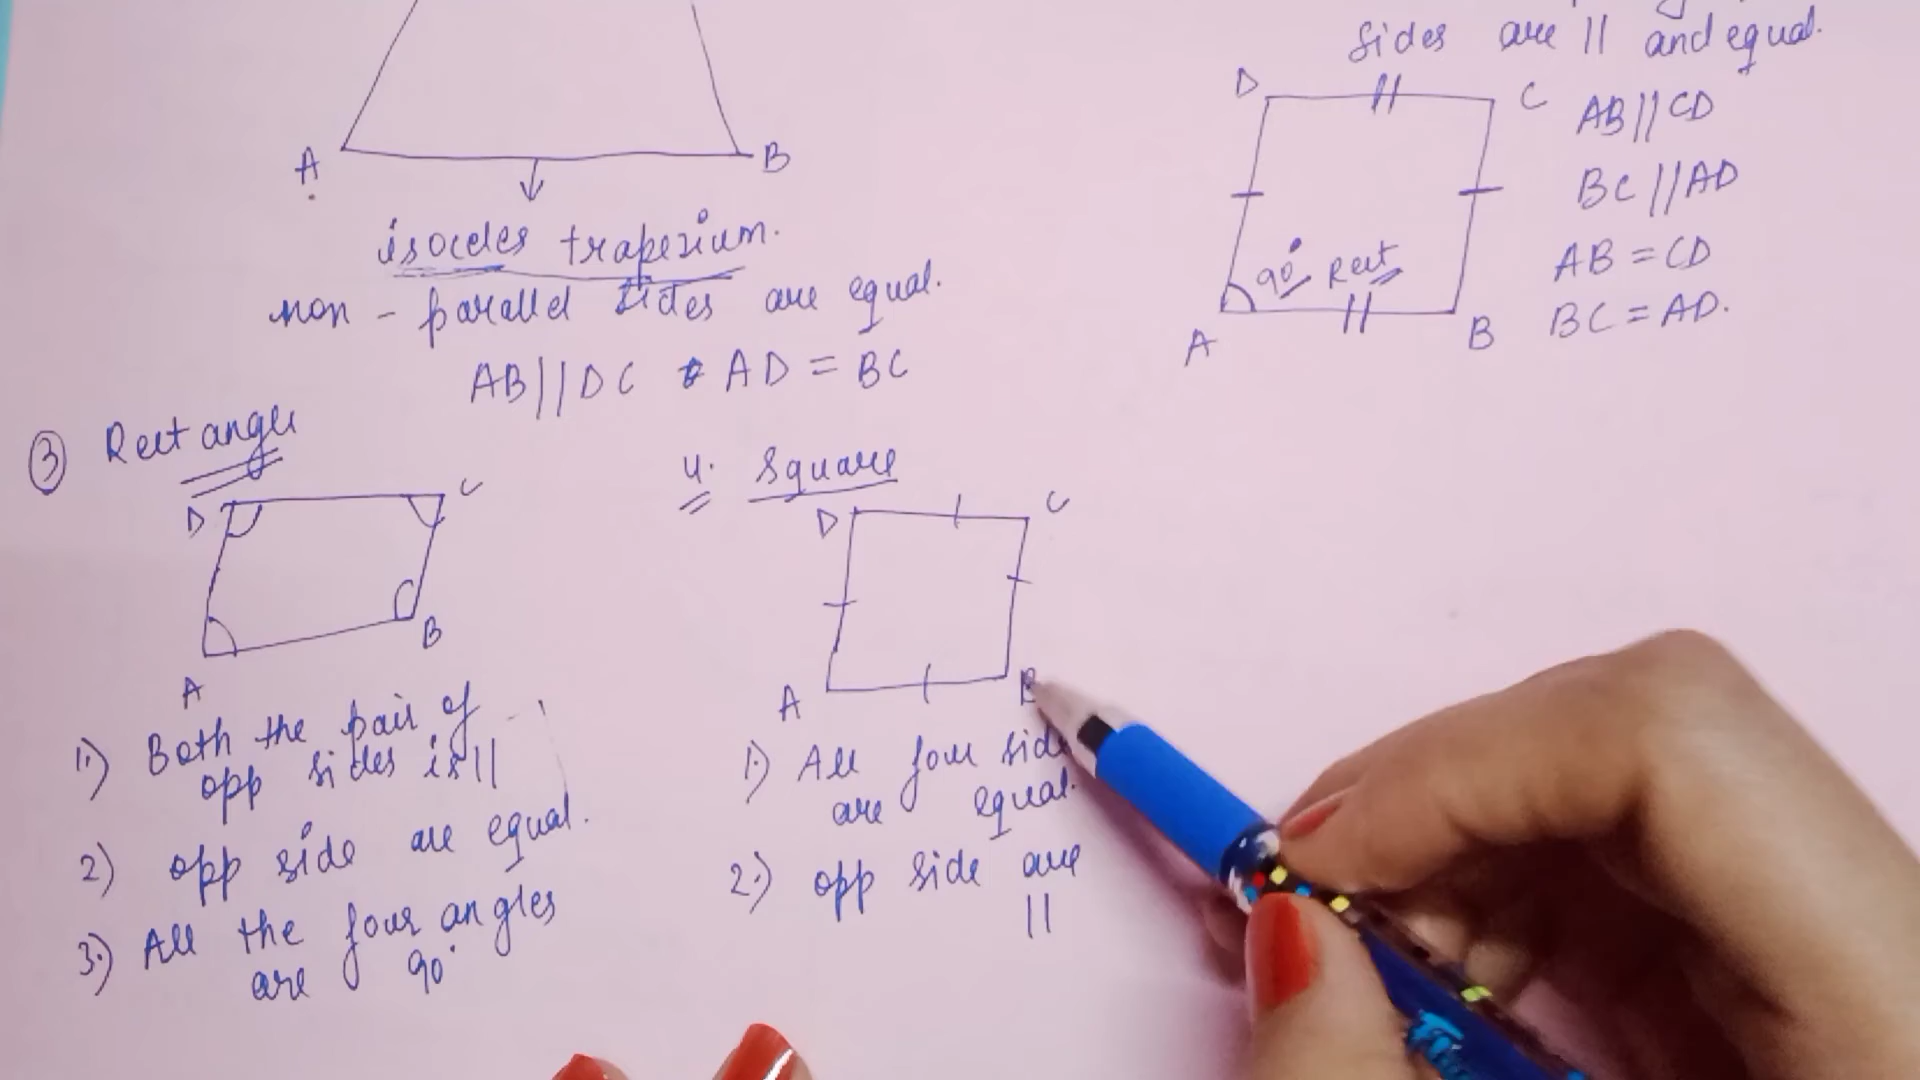 sides are || and equal.
D
C
AB||CD
BC||AD
AB = CD
BC = AD.
90° Rect
A
B
A
B
isoceles trapezium.
non - parallel sides are equal.
AB||DC & AD = BC
3 Rectangle
D
C
A
B
1.) Both the pair of
opp sides is ||
2) opp side are equal.
3.) All the four angles
are 90°
4. Square
D
C
A
B
1.) All four side
are equal.
2.) opp side are
||